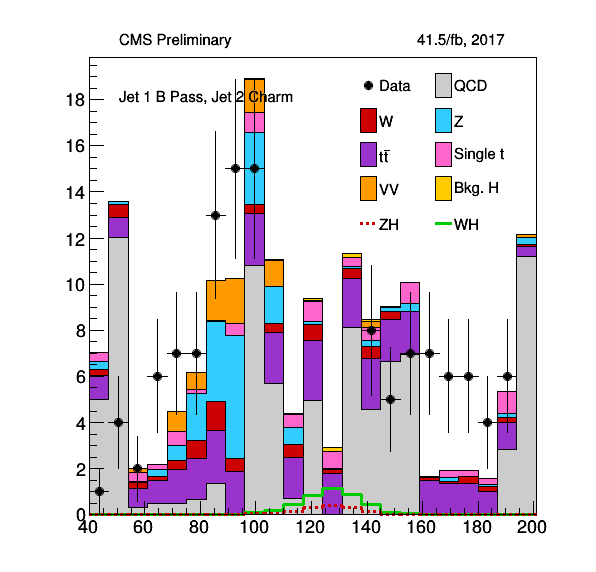 CMS Preliminary 41.5/fb, 2017
Jet 1 B Pass, Jet 2 Charm
Data QCD
W Z
tt̄ Single t
VV Bkg. H
ZH WH
18
16
14
12
10
8
6
4
2
0
40 60 80 100 120 140 160 180 200